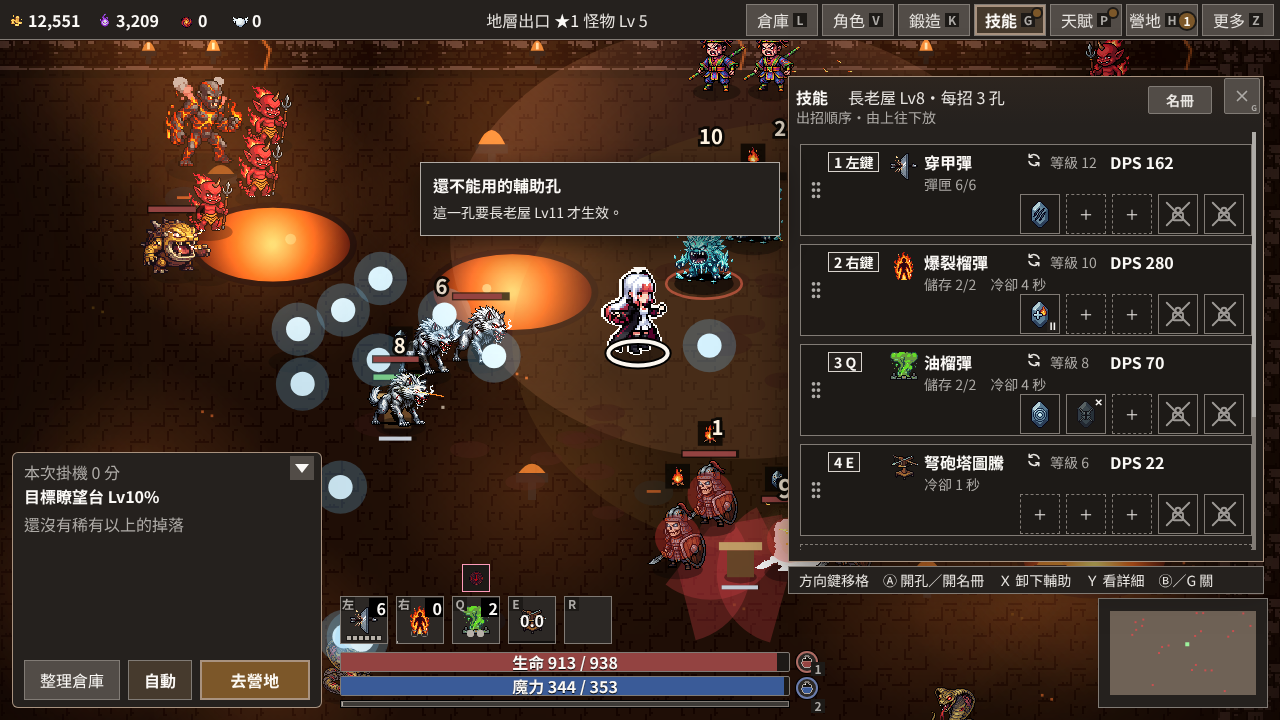 12,551 3,209 0 0 地層出口 ★1 怪物 Lv 5 倉庫 L 角色 V 鍛造 K 技能 G 天賦 P 營地 H 1 更多 Z
技能 長老屋 Lv8・每招 3 孔 名冊 × G
出招順序・由上往下放
10 2
1 左鍵 穿甲彈 等級 12 DPS 162
彈匣 6/6
+ +
還不能用的輔助孔
這一孔要長老屋 Lv11 才生效。
2 右鍵 爆裂榴彈 等級 10 DPS 280
儲存 2/2 冷卻 4 秒
II + +
6
8
3 Q 油榴彈 等級 8 DPS 70
儲存 2/2 冷卻 4 秒
× +
1
4 E 弩砲塔圖騰 等級 6 DPS 22
冷卻 1 秒
+ + +
9
本次掛機 0 分
目標瞭望台 Lv10%
還沒有稀有以上的掉落
方向鍵移格 Ⓐ 開孔／開名冊 X 卸下輔助 Y 看詳細 Ⓑ／G 關
左 6 右 0 Q 2 E 0.0 R
生命 913 / 938 1
魔力 344 / 353 2
整理倉庫 自動 去營地